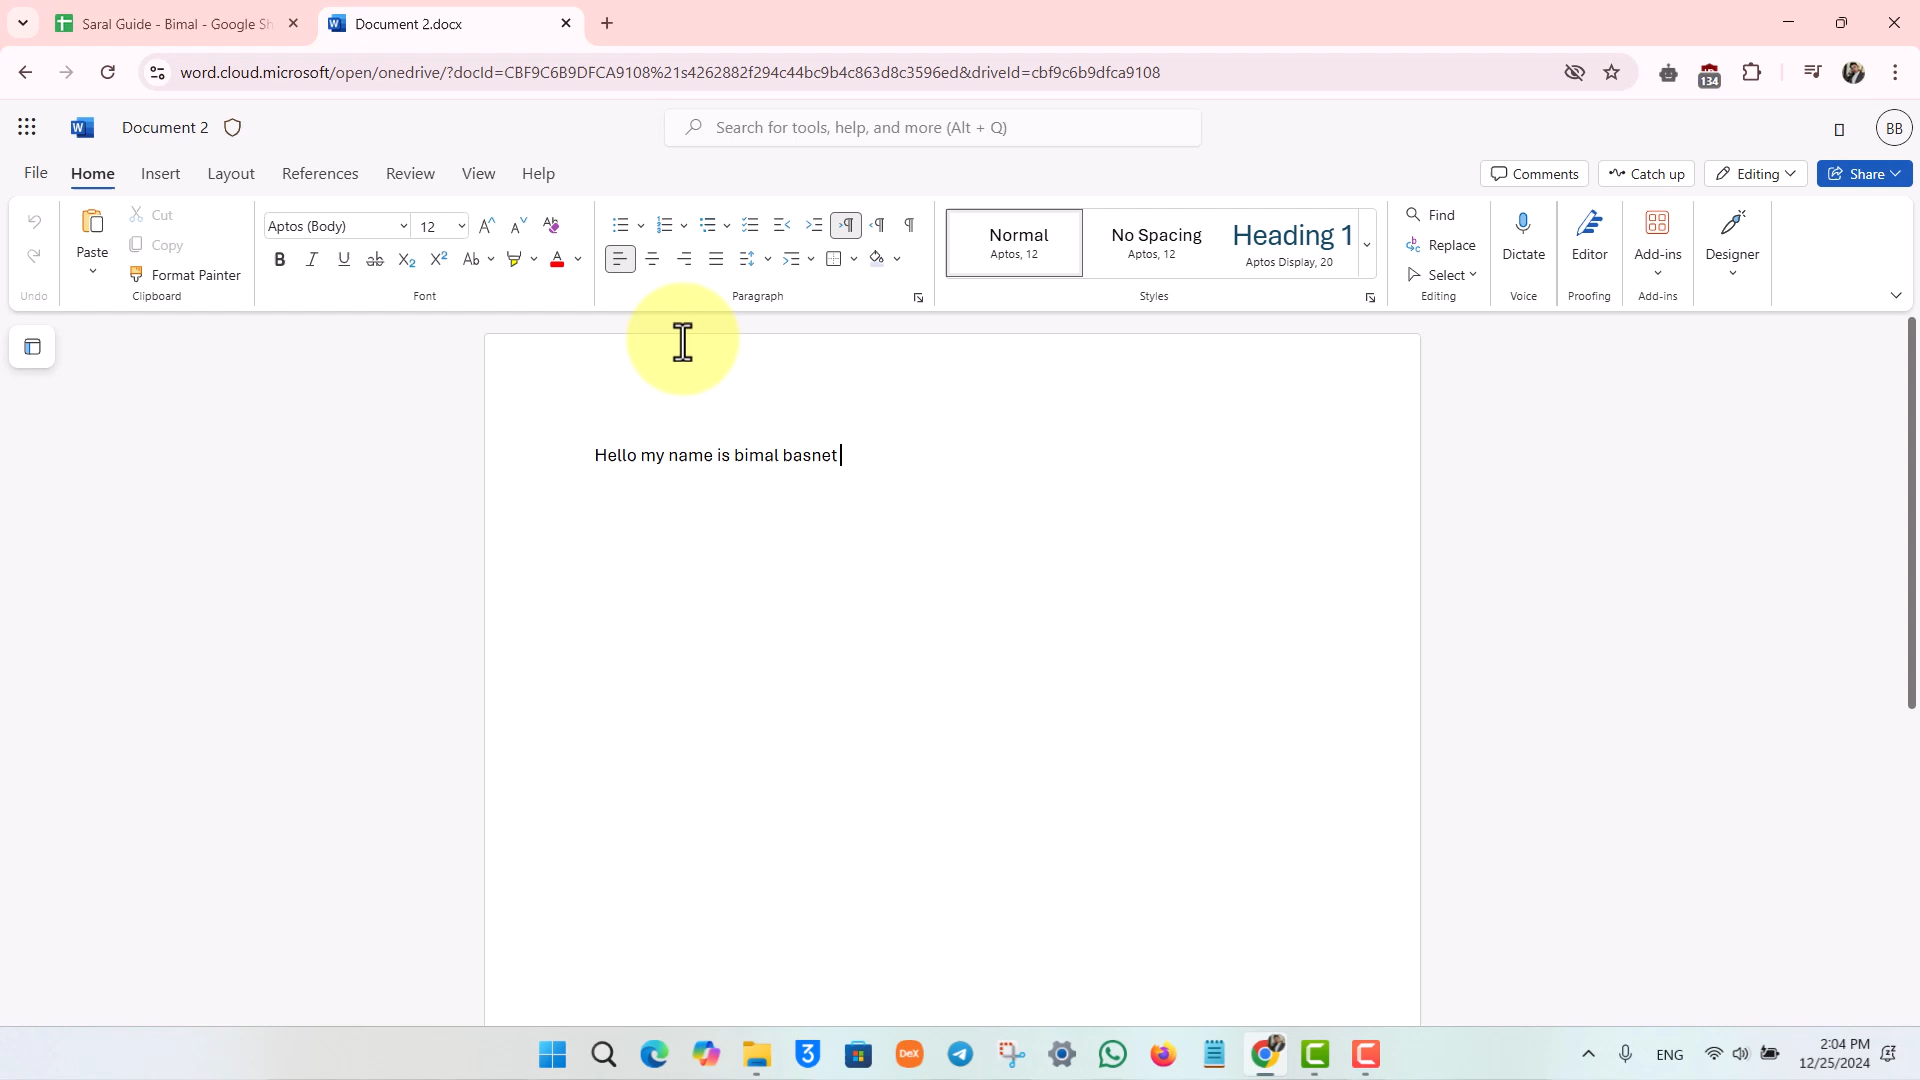 Saral Guide - Bimal - Google Sh
Document 2.docx
word.cloud.microsoft/open/onedrive/?docId=CBF9C6B9DFCA9108%21s4262882f294c44bc9b4c863d8c3596ed&driveId=cbf9c6b9dfca9108
134
Document 2
Search for tools, help, and more (Alt + Q)
BB
File Home Insert Layout References Review View Help
Comments Catch up Editing Share
Cut
Copy
Format Painter
Paste
Undo
Clipboard
Aptos (Body) 12
Font
Paragraph
Normal
Aptos, 12
No Spacing
Aptos, 12
Heading 1
Aptos Display, 20
Styles
Find
Replace
Select
Editing
Dictate
Voice
Editor
Proofing
Add-ins
Add-ins
Designer
Hello my name is bimal basnet
DeX
ENG
2:04 PM
12/25/2024